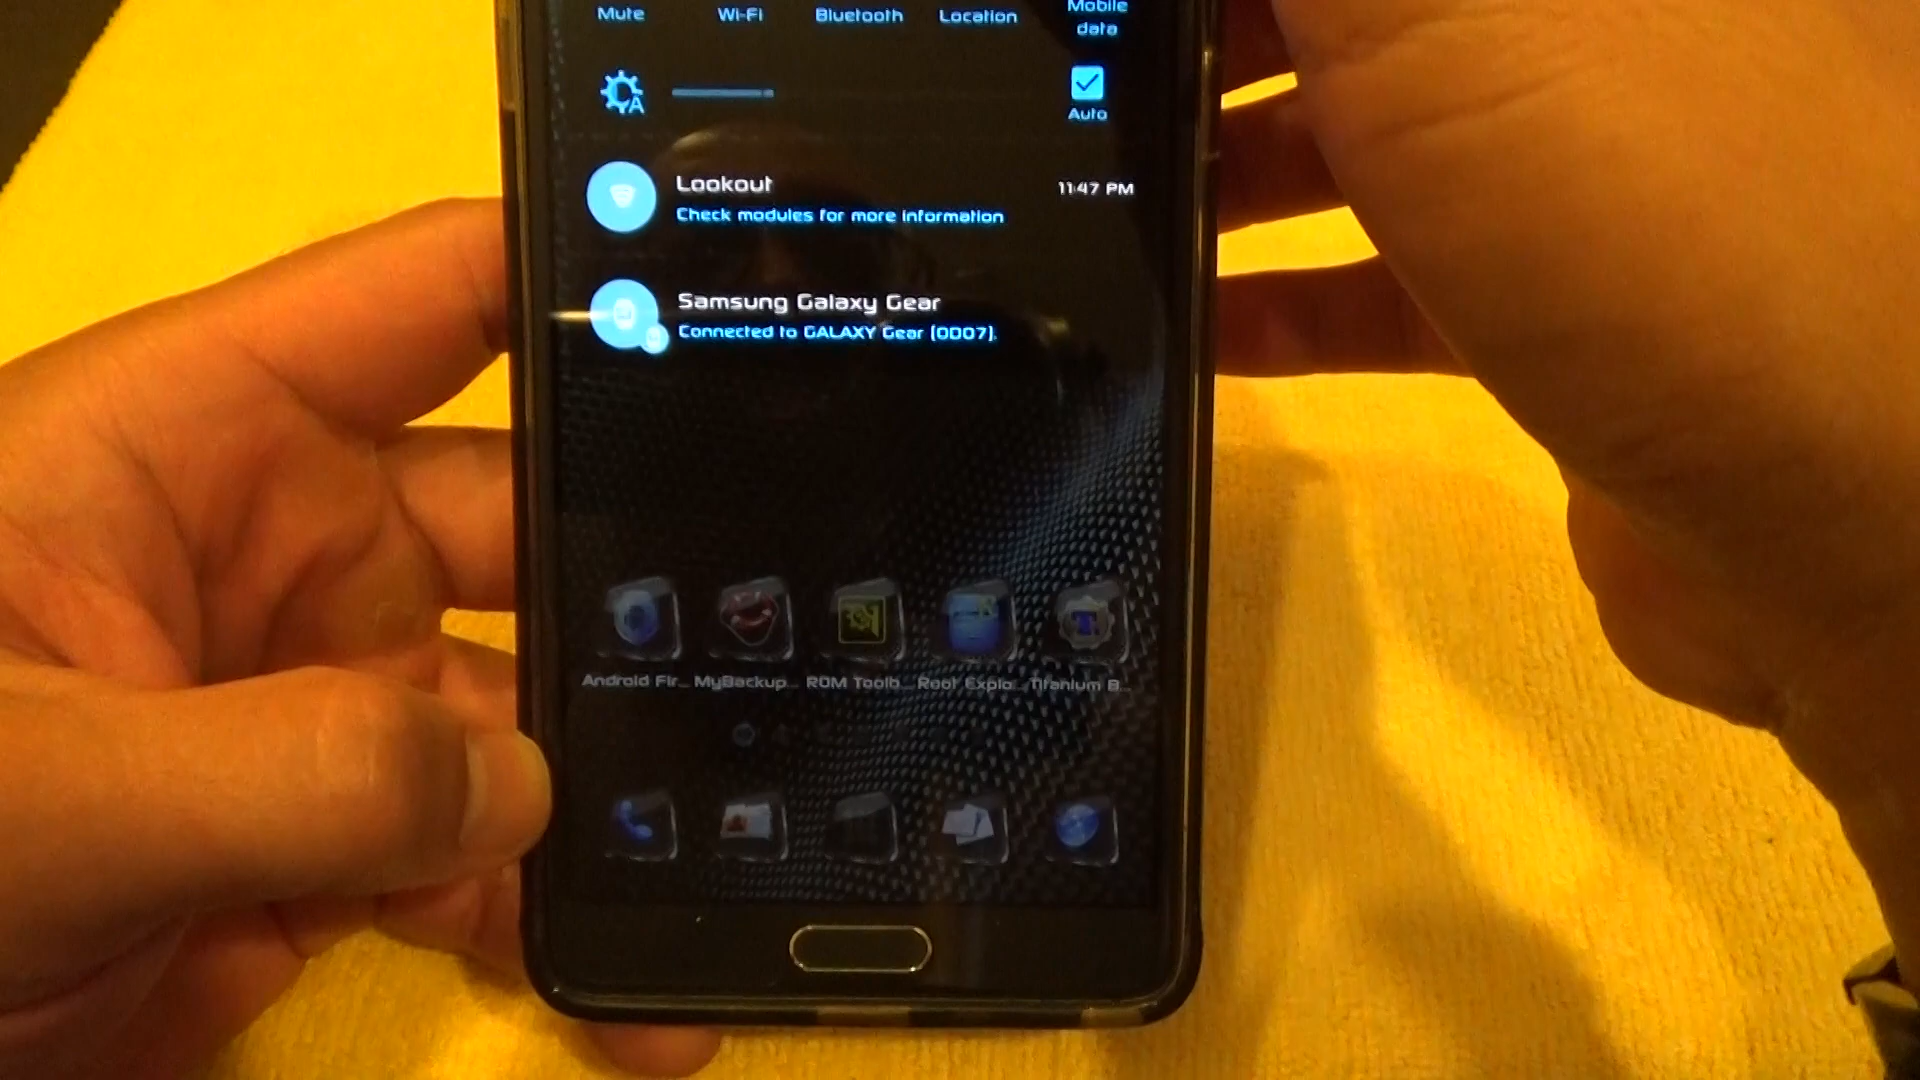 Mute Wi-Fi Bluetooth Location Mobile data
Auto
Lookout 11:47 PM
Check modules for more information
Samsung Galaxy Gear
Connected to GALAXY Gear (0D07).
Android Fir... MyBackup... ROM Toolb... Root Explo... Titanium B...